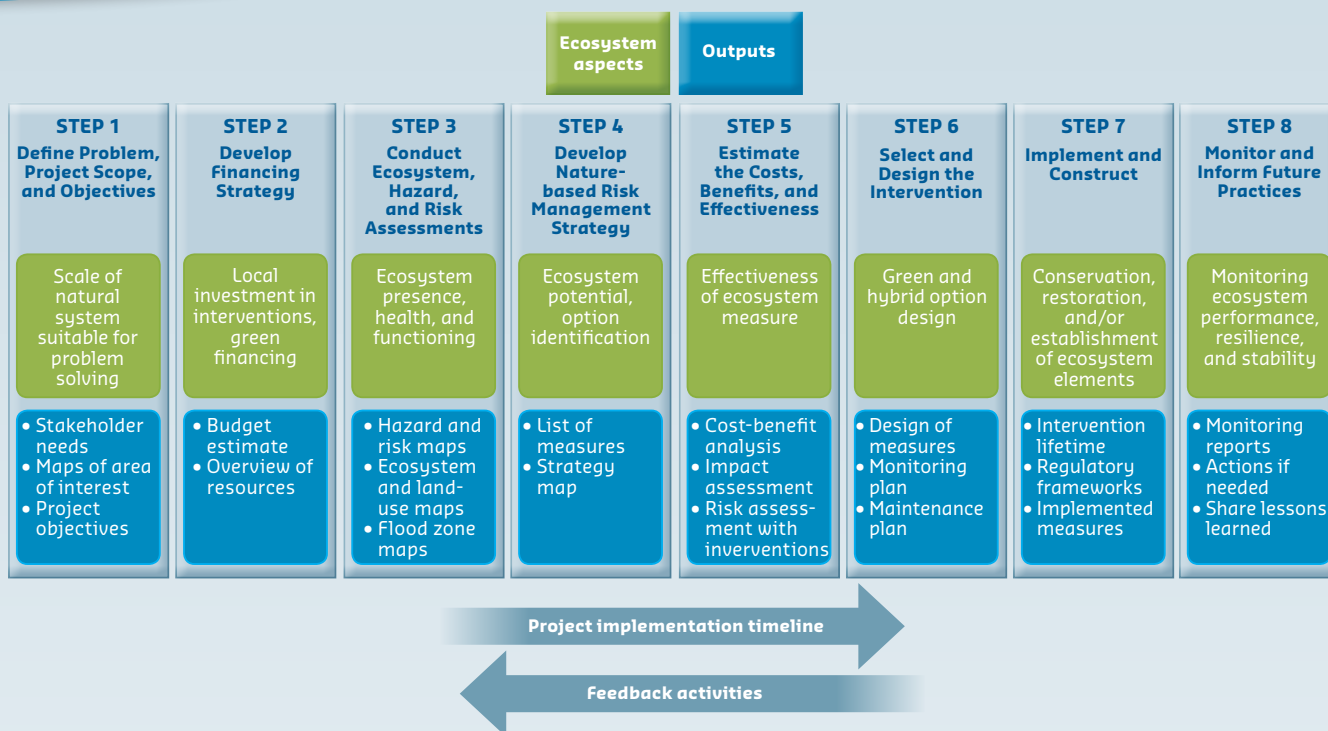 Ecosystem
aspects
Outputs
STEP 1
Define Problem,
Project Scope,
and Objectives
Scale of
natural
system
suitable for
problem
solving
• Stakeholder
needs
• Maps of area
of interest
• Project
objectives
STEP 2
Develop
Financing
Strategy
Local
investment in
interventions,
green
financing
• Budget
estimate
• Overview of
resources
STEP 3
Conduct
Ecosystem,
Hazard,
and Risk
Assessments
Ecosystem
presence,
health, and
functioning
• Hazard and
risk maps
• Ecosystem
and land-
use maps
• Flood zone
maps
STEP 4
Develop
Nature-
based Risk
Management
Strategy
Ecosystem
potential,
option
identification
• List of
measures
• Strategy
map
STEP 5
Estimate
the Costs,
Benefits, and
Effectiveness
Effectiveness
of ecosystem
measure
• Cost-benefit
analysis
• Impact
assessment
• Risk assess-
ment with
inverventions
STEP 6
Select and
Design the
Intervention
Green and
hybrid option
design
• Design of
measures
• Monitoring
plan
• Maintenance
plan
STEP 7
Implement and
Construct
Conservation,
restoration,
and/or
establishment
of ecosystem
elements
• Intervention
lifetime
• Regulatory
frameworks
• Implemented
measures
STEP 8
Monitor and
Inform Future
Practices
Monitoring
ecosystem
performance,
resilience,
and stability
• Monitoring
reports
• Actions if
needed
• Share lessons
learned
Project implementation timeline
Feedback activities